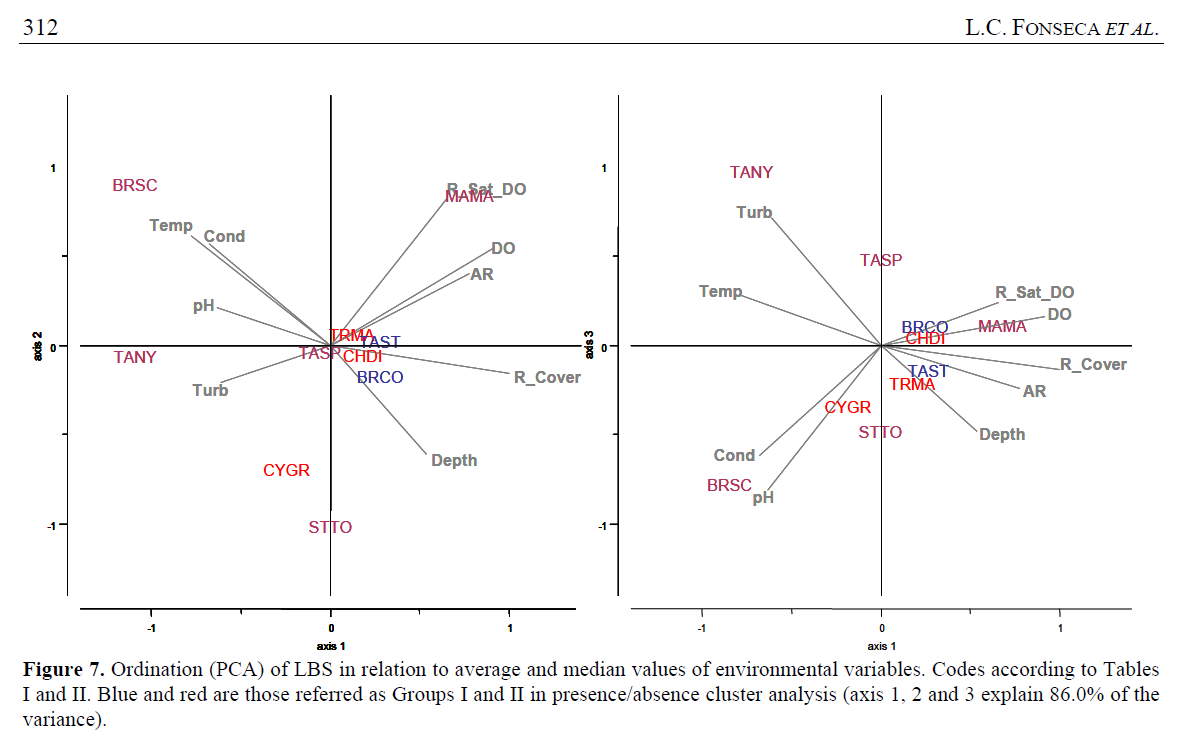 312
L.C. FONSECA ET AL.
1
BRSC
R_Sat_DO
MAMA
Temp
Cond
DO
AR
pH
TRMA
TAST
axis 2
0
TANY
TASP
CHDI
BRCO
R_Cover
Turb
Depth
CYGR
-1
STTO
-1
0
1
axis 1
1
TANY
Turb
TASP
Temp
R_Sat_DO
DO
BRCO
MAMA
CHDI
axis 3
0
R_Cover
TAST
TRMA
AR
CYGR
STTO
Depth
Cond
BRSC
pH
-1
-1
0
1
axis 1
Figure 7. Ordination (PCA) of LBS in relation to average and median values of environmental variables. Codes according to Tables
I and II. Blue and red are those referred as Groups I and II in presence/absence cluster analysis (axis 1, 2 and 3 explain 86.0% of the
variance).